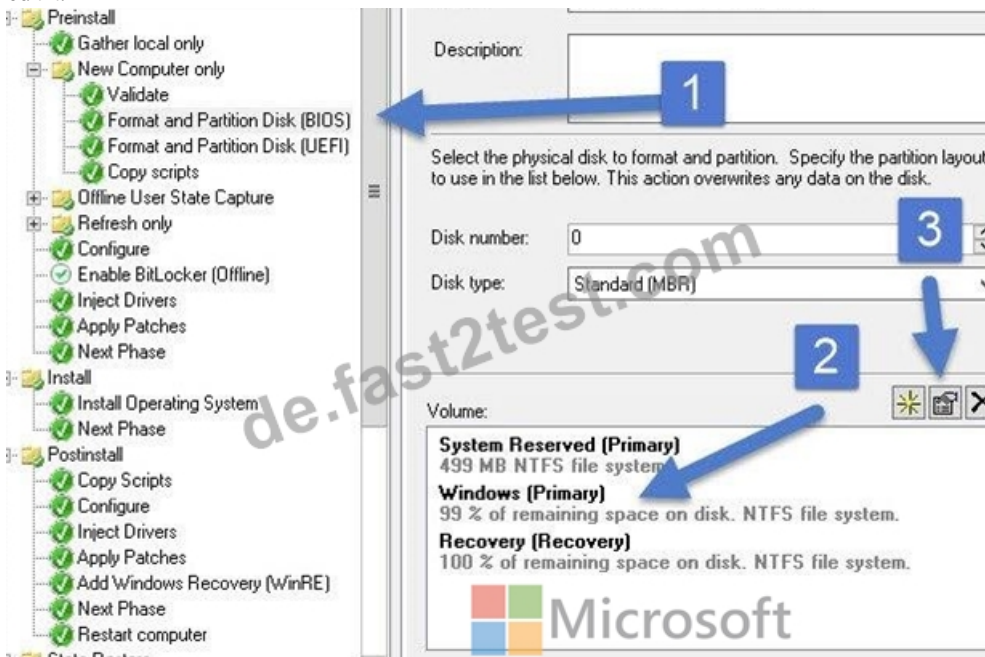 Preinstall
Gather local only
New Computer only
Validate
Format and Partition Disk (BIOS)
Format and Partition Disk (UEFI)
Copy scripts
Offline User State Capture
Refresh only
Configure
Enable BitLocker (Offline)
Inject Drivers
Apply Patches
Next Phase
Install
Install Operating System
Next Phase
Postinstall
Copy Scripts
Configure
Inject Drivers
Apply Patches
Add Windows Recovery (WinRE)
Next Phase
Restart computer
State Restore
Description:
1
Select the physical disk to format and partition. Specify the partition layout
to use in the list below. This action overwrites any data on the disk.
Disk number:
0
3
Disk type:
Standard (MBR)
2
Volume:
System Reserved (Primary)
499 MB NTFS file system
Windows (Primary)
99 % of remaining space on disk. NTFS file system.
Recovery (Recovery)
100 % of remaining space on disk. NTFS file system.
Microsoft
de.fast2test.com